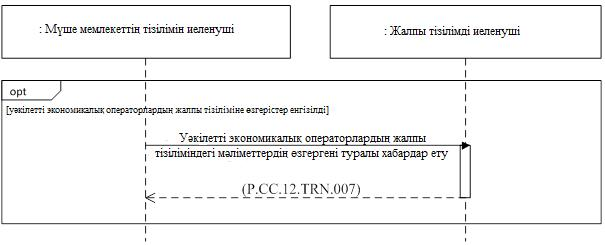 : Мүше мемлекеттің тізілімін иеленуші
: Жалпы тізілімді иеленуші
opt
[уәкілетті экономикалық операторлардың жалпы тізіліміне өзгерістер енгізілді]
Уәкілетті экономикалық операторлардың жалпы
тізіліміндегі мәліметтердің өзгергені туралы хабардар ету
(P.CC.12.TRN.007)